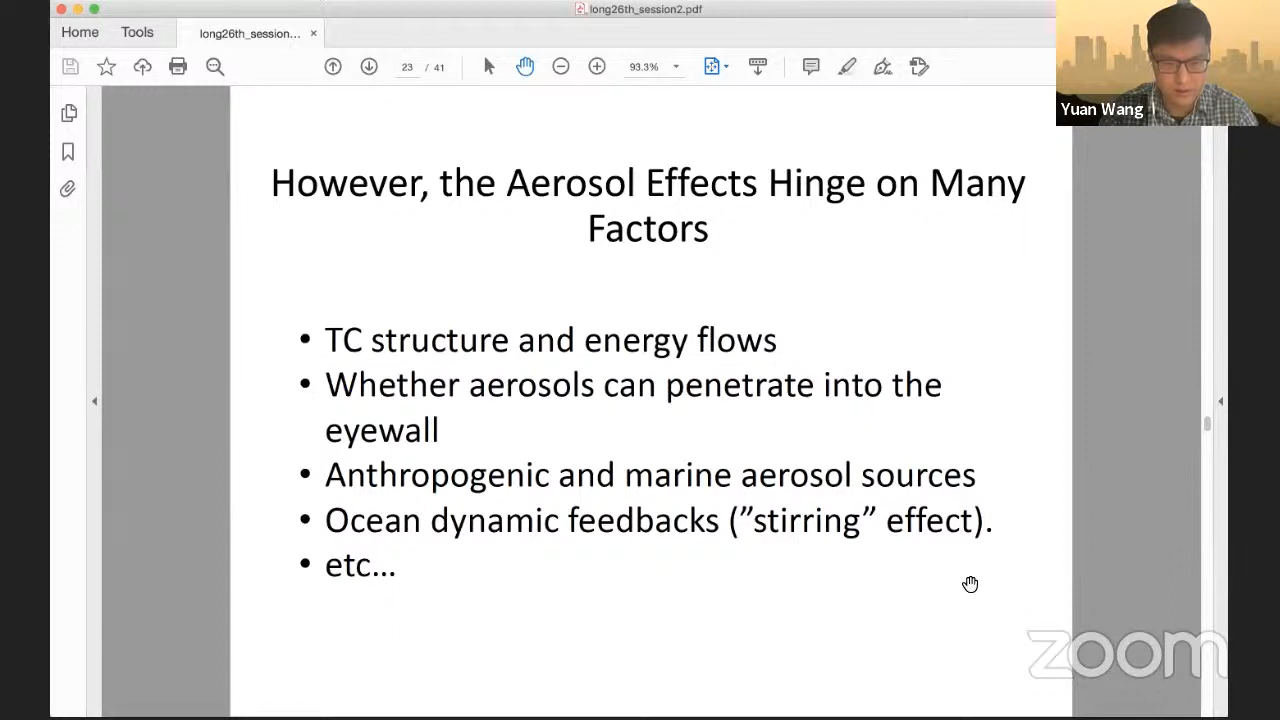 long26th_session2.pdf
Home
Tools
long26th_session...
×
23 / 41
93.3%
Yuan Wang
However, the Aerosol Effects Hinge on Many
Factors
• TC structure and energy flows
• Whether aerosols can penetrate into the
eyewall
• Anthropogenic and marine aerosol sources
• Ocean dynamic feedbacks (”stirring” effect).
• etc…
zoom